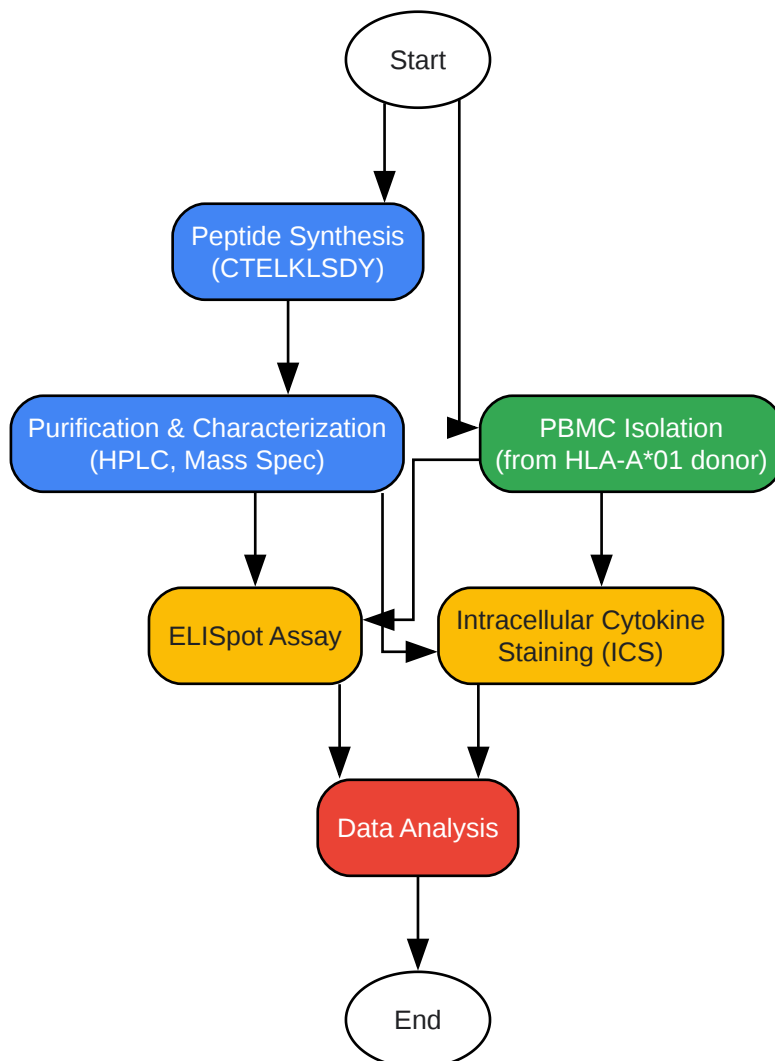 Start
Peptide Synthesis
(CTELKLSDY)
Purification & Characterization
(HPLC, Mass Spec)
PBMC Isolation
(from HLA-A*01 donor)
ELISpot Assay
Intracellular Cytokine
Staining (ICS)
Data Analysis
End